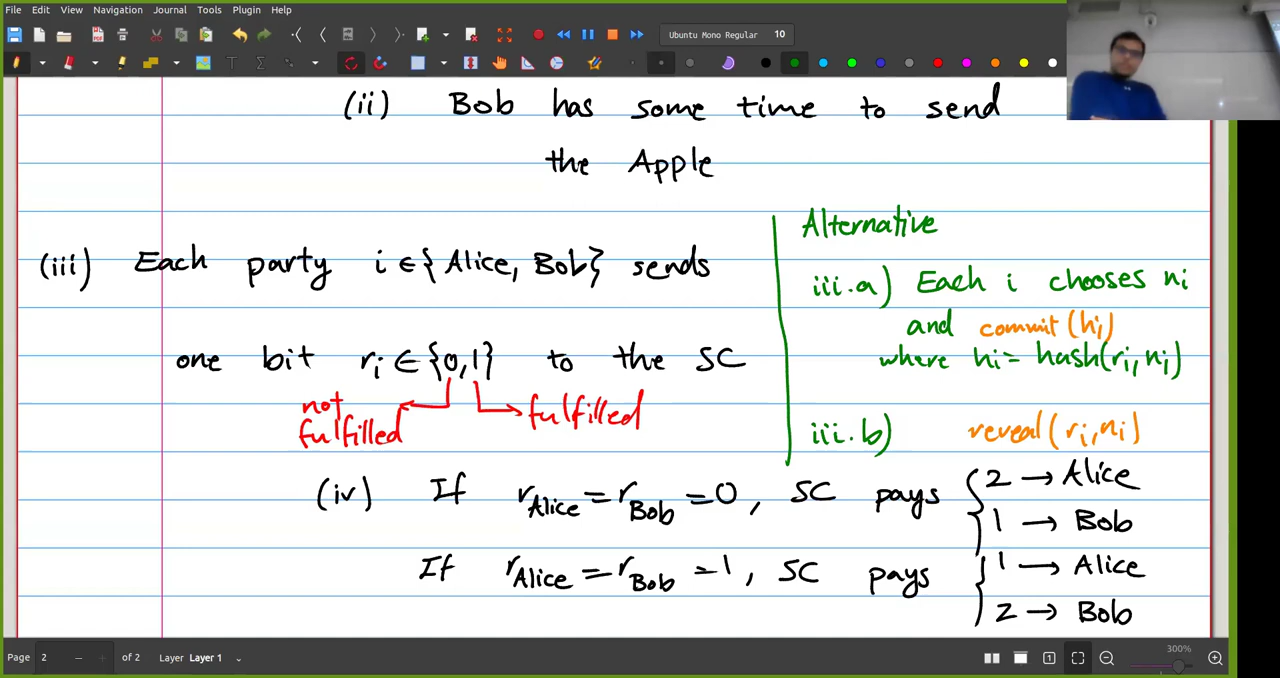 File Edit View Navigation Journal Tools Plugin Help
Ubuntu Mono Regular 10
(ii) Bob has some time to send
the Apple
(iii) Each party i ∈ {Alice, Bob} sends
one bit ri ∈ {0,1} to the SC
not
fulfilled
fulfilled
Alternative
iii.a) Each i chooses ni
and commit (hi)
where hi = hash(ri, ni)
iii.b) reveal (ri, ni)
(iv) If rAlice = rBob = 0, SC pays { 2 → Alice
1 → Bob
If rAlice = rBob = 1, SC pays { 1 → Alice
2 → Bob
Page 2 of 2 Layer Layer 1 300%